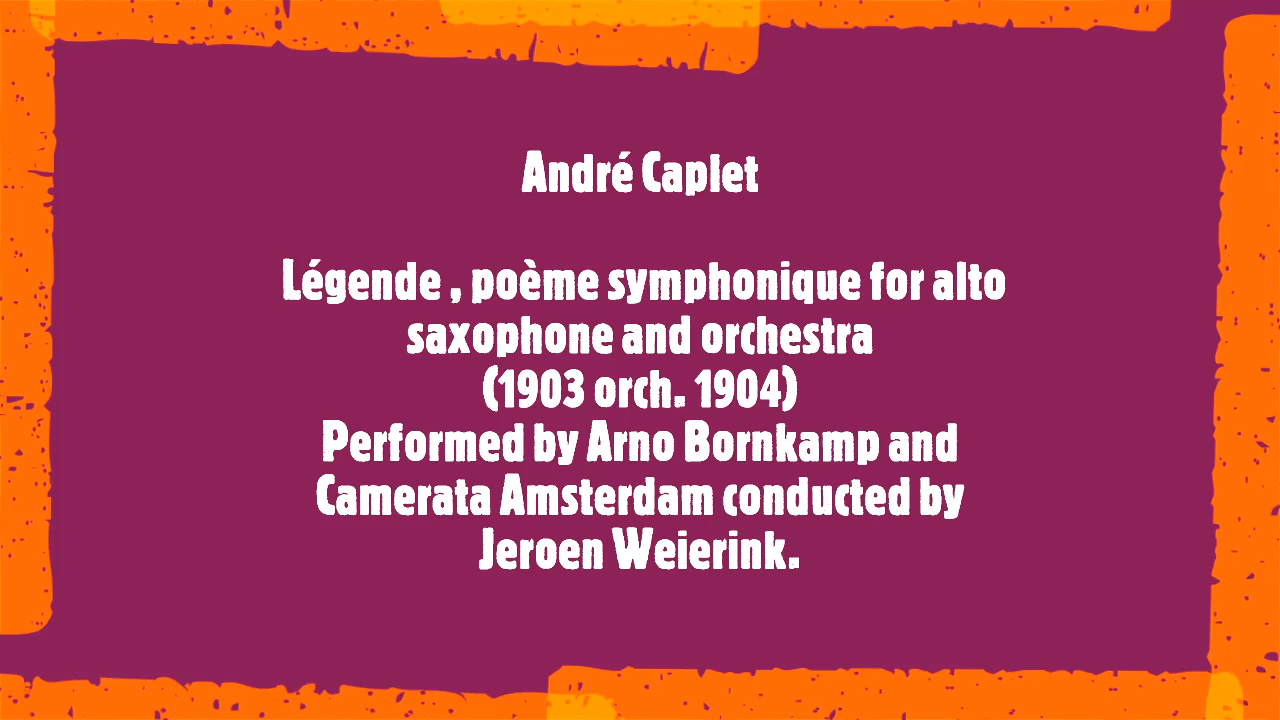 André Caplet
Légende , poème symphonique for alto
saxophone and orchestra
(1903 orch. 1904)
Performed by Arno Bornkamp and
Camerata Amsterdam conducted by
Jeroen Weierink.